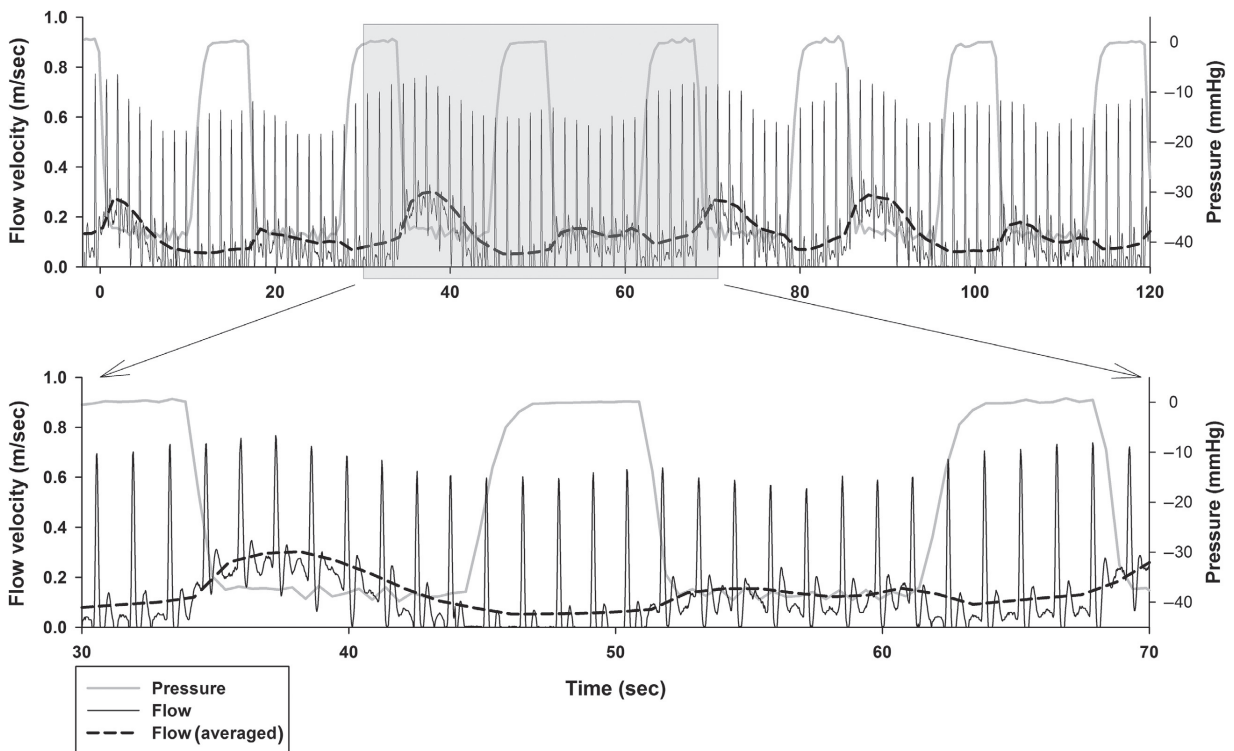 1.0
0.8
0.6
0.4
0.2
0.0
Flow velocity (m/sec)
0
–10
–20
–30
–40
Pressure (mmHg)
0 20 40 60 80 100 120
1.0
0.8
0.6
0.4
0.2
0.0
Flow velocity (m/sec)
0
–10
–20
–30
–40
Pressure (mmHg)
30 40 50 60 70
Time (sec)
Pressure
Flow
Flow (averaged)